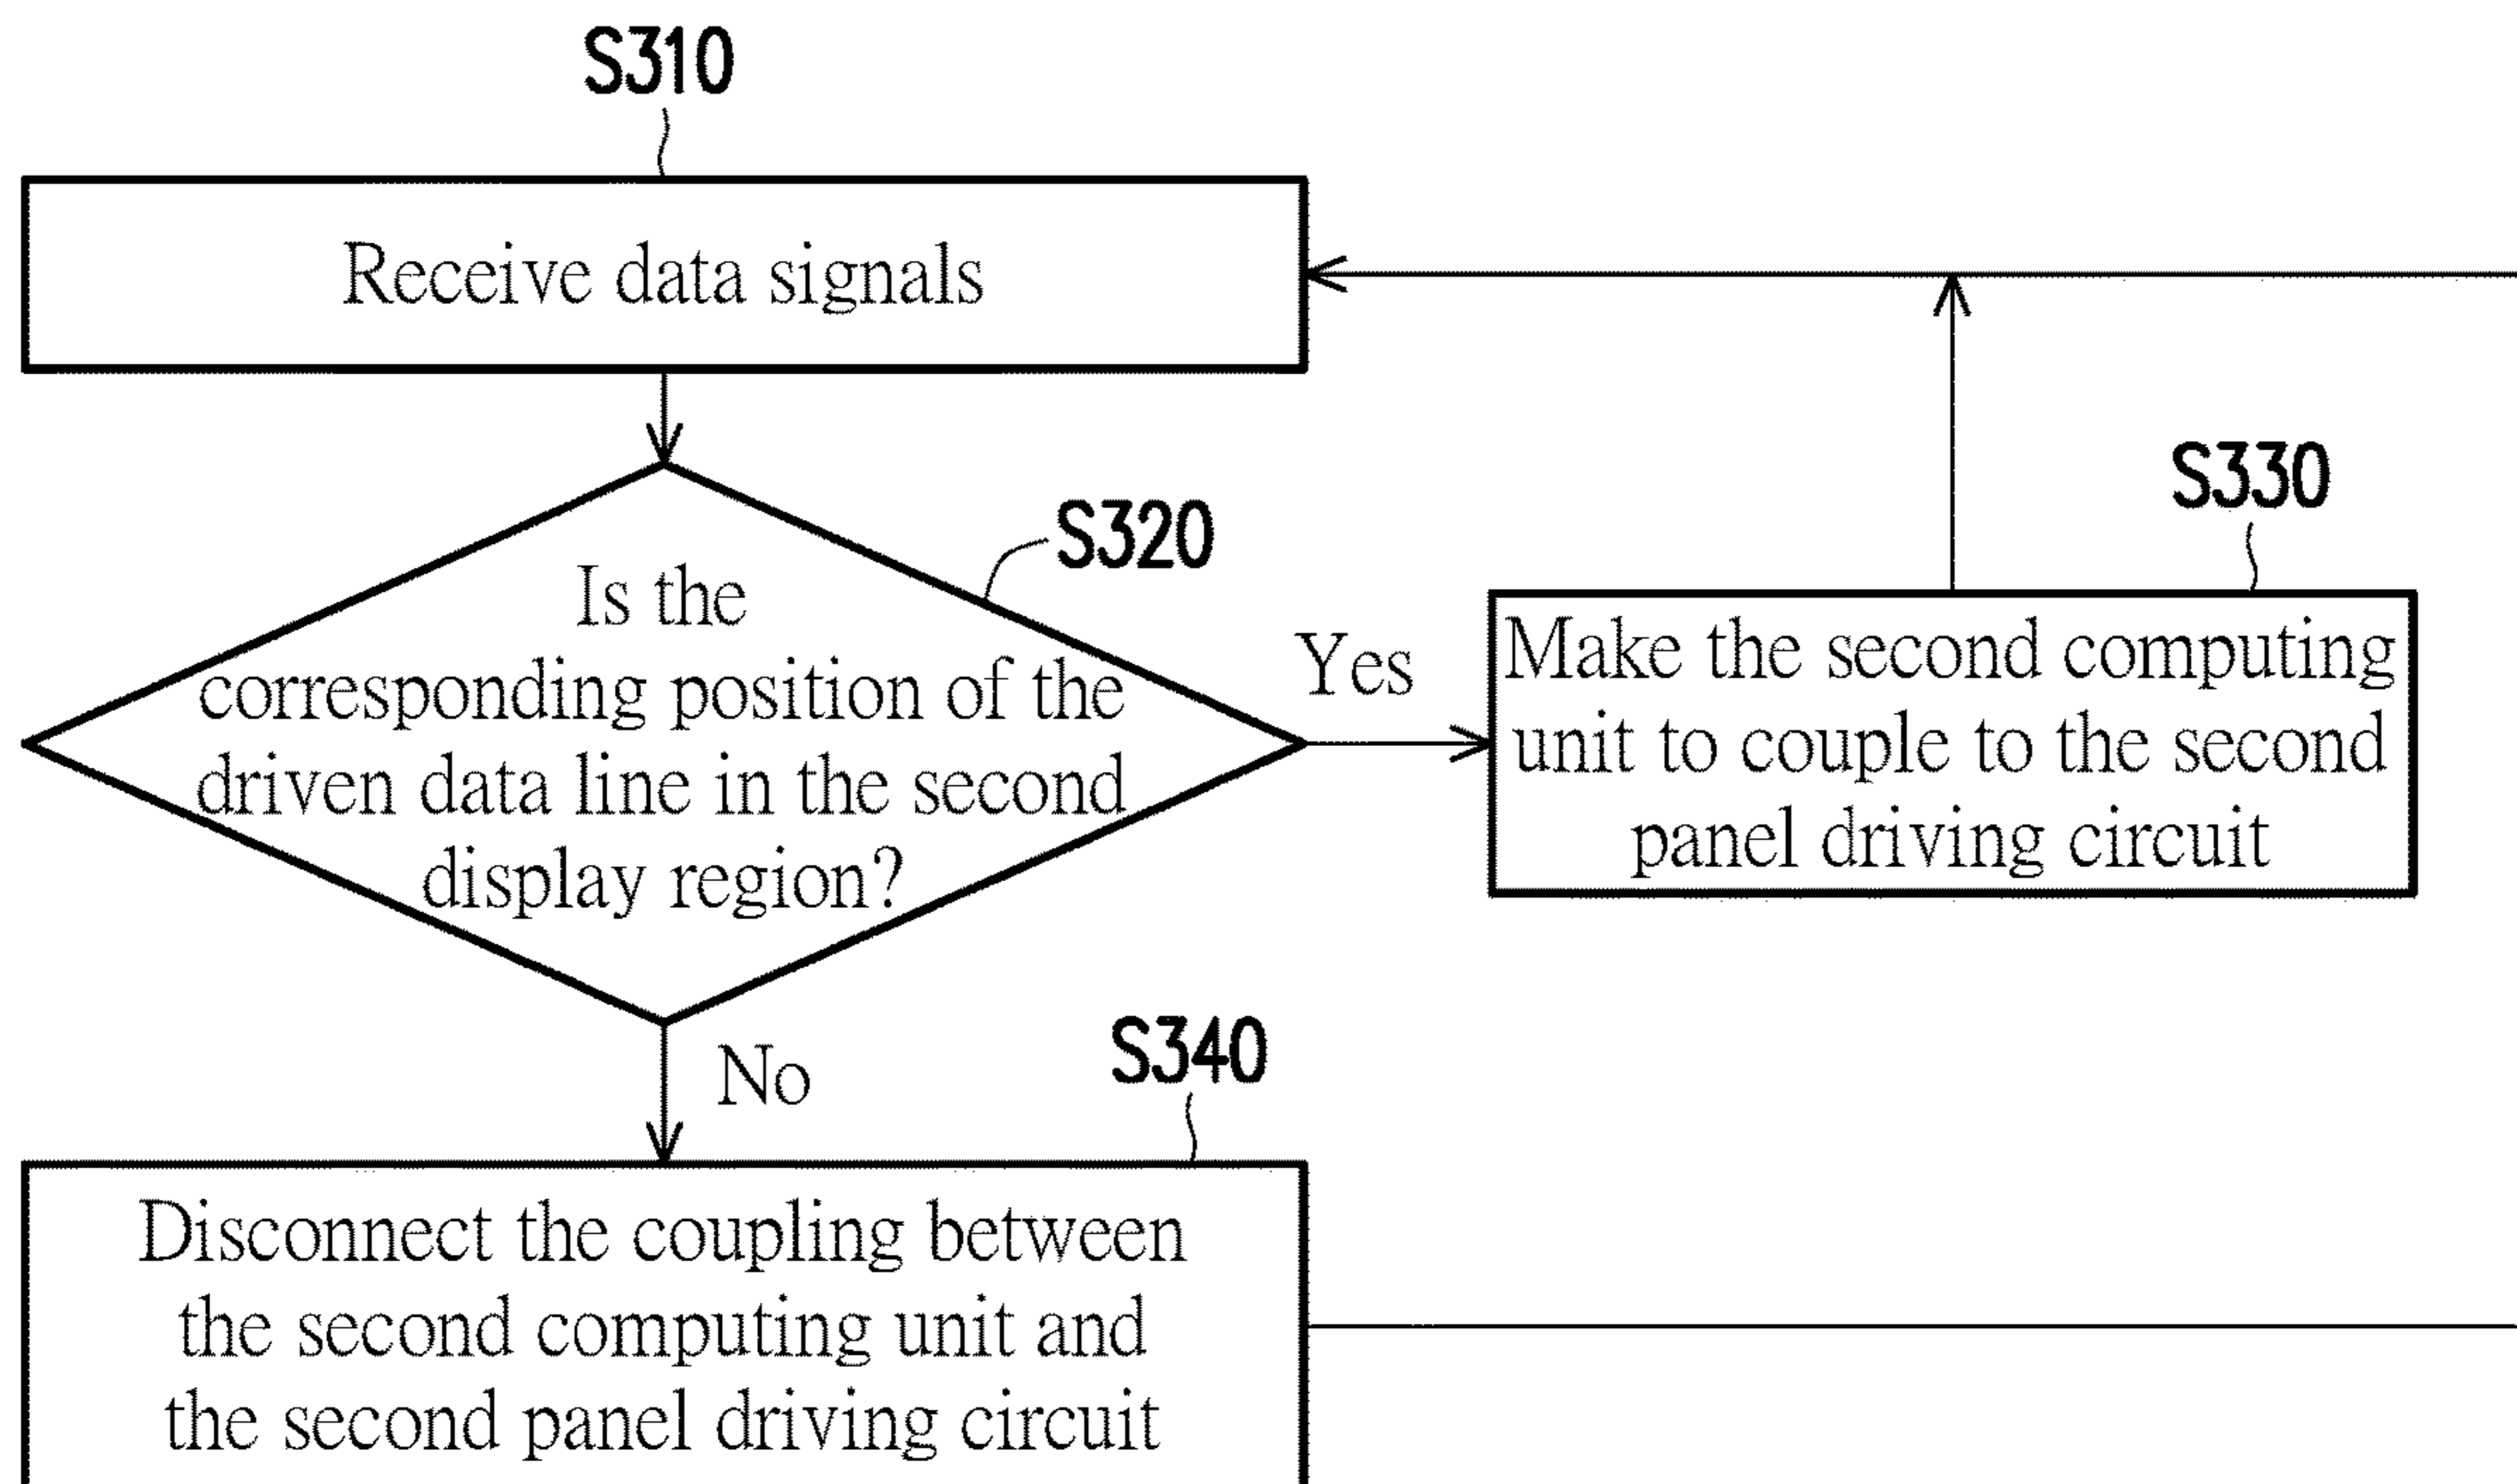 S310
Receive data signals
S320
Is the
corresponding position of the
driven data line in the second
display region?
Yes
S330
Make the second computing
unit to couple to the second
panel driving circuit
No
S340
Disconnect the coupling between
the second computing unit and
the second panel driving circuit